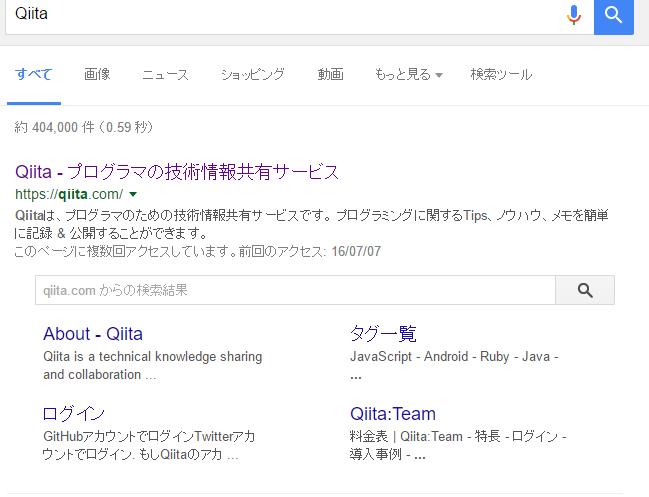 Qiita
すべて 画像 ニュース ショッピング 動画 もっと見る 検索ツール
約 404,000 件 （0.59 秒）
Qiita - プログラマの技術情報共有サービス
https://qiita.com/
Qiitaは、プログラマのための技術情報共有サービスです。 プログラミングに関するTips、ノウハウ、メモを簡単
に記録 & 公開することができます。
このページに複数回アクセスしています。前回のアクセス: 16/07/07
qiita.com からの検索結果
About - Qiita
Qiita is a technical knowledge sharing
and collaboration ...
タグ一覧
JavaScript - Android - Ruby - Java -
...
ログイン
GitHubアカウントでログインTwitterアカ
ウントでログイン. もしQiitaのアカ ...
Qiita:Team
料金表 | Qiita:Team - 特長 - ログイン -
導入事例 - ...